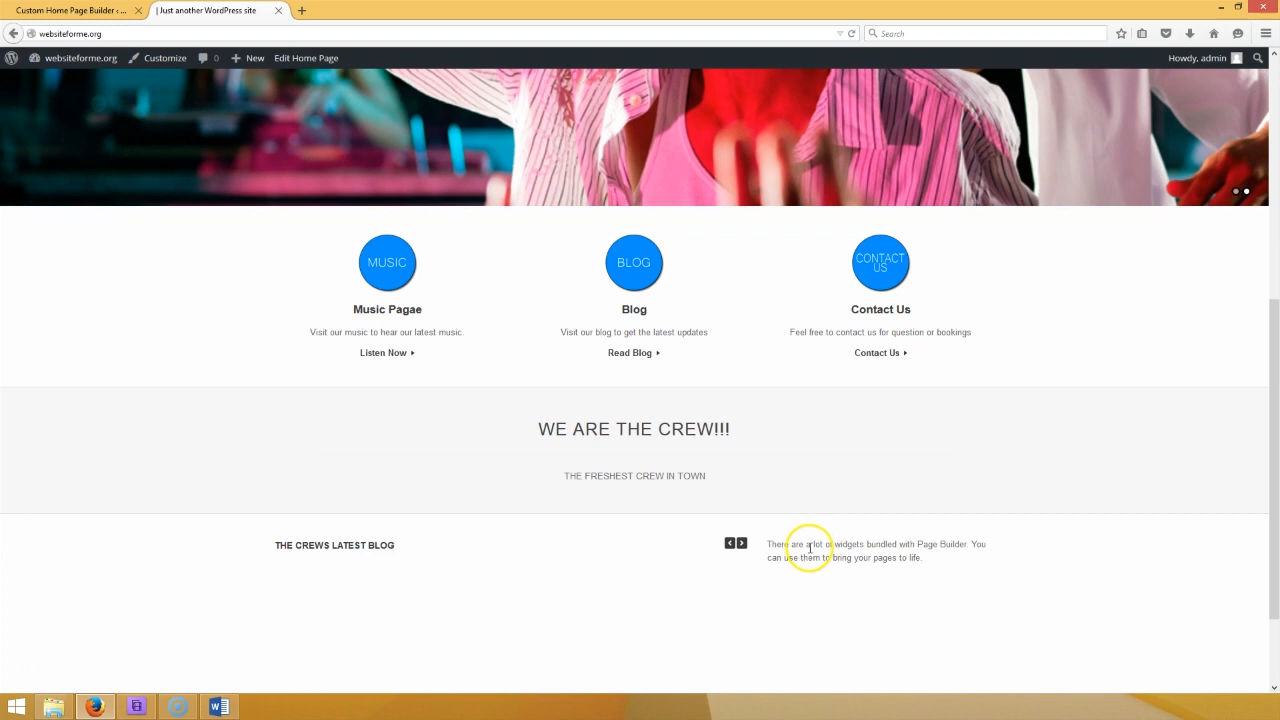 Custom Home Page Builder ‹ ...
| Just another WordPress site
websiteforme.org
Search
websiteforme.org
Customize
0
New
Edit Home Page
Howdy, admin
MUSIC
BLOG
CONTACT
US
Music Pagae
Blog
Contact Us
Visit our music to hear our latest music.
Visit our blog to get the latest updates
Feel free to contact us for question or bookings
Listen Now
Read Blog
Contact Us
WE ARE THE CREW!!!
THE FRESHEST CREW IN TOWN
THE CREWS LATEST BLOG
There are a lot of widgets bundled with Page Builder. You
can use them to bring your pages to life.